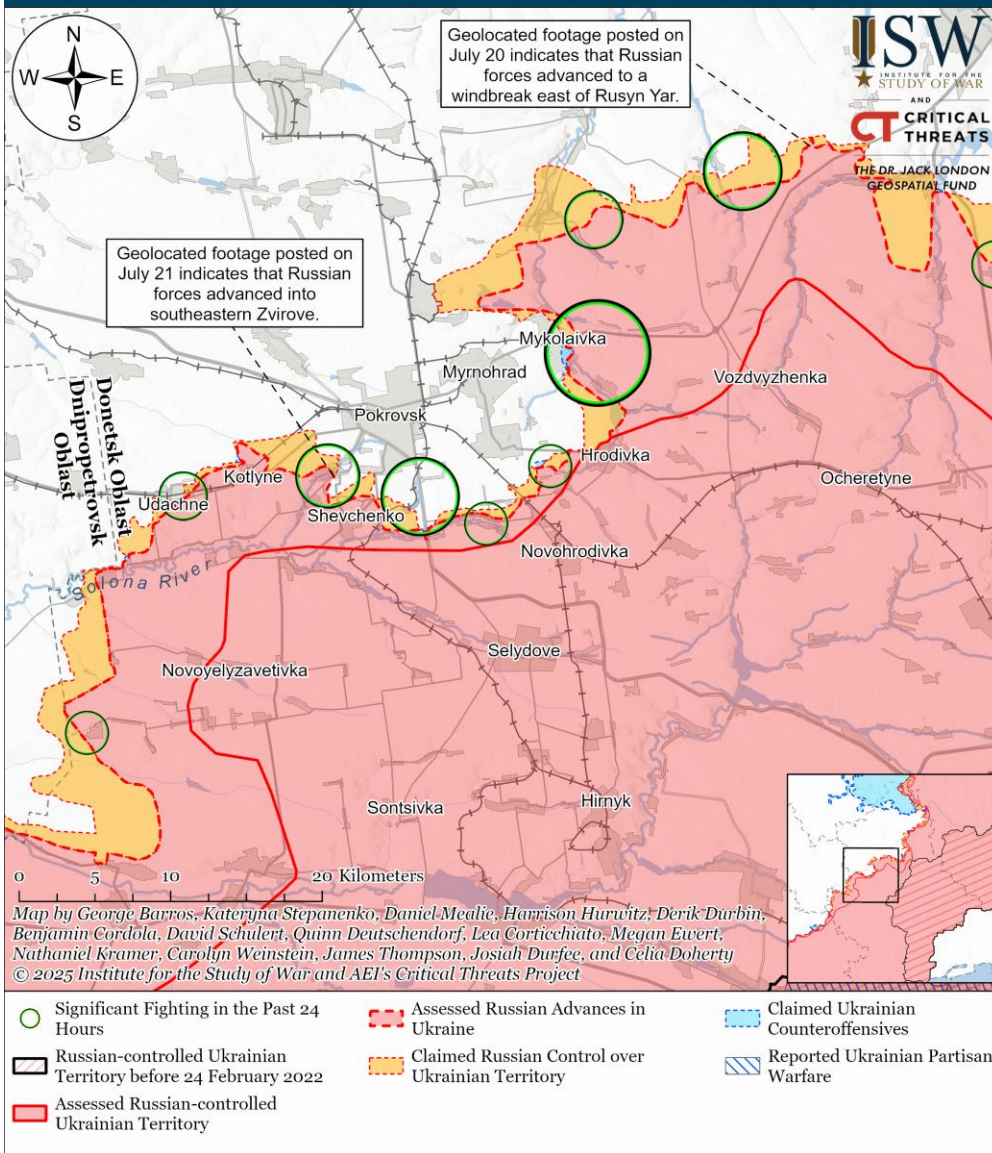 N
W
E
S
Geolocated footage posted on
July 20 indicates that Russian
forces advanced to a
windbreak east of Rusyn Yar.
ISW
INSTITUTE FOR THE
STUDY OF WAR
AND
CT CRITICAL
THREATS
THE DR. JACK LONDON
GEOSPATIAL FUND
Geolocated footage posted on
July 21 indicates that Russian
forces advanced into
southeastern Zvirove.
Mykolaivka
Myrnohrad
Vozdvyzhenka
Pokrovsk
Donetsk Oblast
Dnipropetrovsk
Oblast
Hrodivka
Kotlyne
Ocheretyne
Udachne
Shevchenko
Novohrodivka
Solona River
Selydove
Novoyelyzavetivka
Sontsivka
Hirnyk
0 5 10 20 Kilometers
Map by George Barros, Kateryna Stepanenko, Daniel Mealie, Harrison Hurwitz, Derik Durbin,
Benjamin Cordola, David Schulert, Quinn Deutschendorf, Lea Corticchiato, Megan Ewert,
Nathaniel Kramer, Carolyn Weinstein, James Thompson, Josiah Durfee, and Celia Doherty
© 2025 Institute for the Study of War and AEI's Critical Threats Project
Significant Fighting in the Past 24
Hours
Russian-controlled Ukrainian
Territory before 24 February 2022
Assessed Russian-controlled
Ukrainian Territory
Assessed Russian Advances in
Ukraine
Claimed Russian Control over
Ukrainian Territory
Claimed Ukrainian
Counteroffensives
Reported Ukrainian Partisan
Warfare